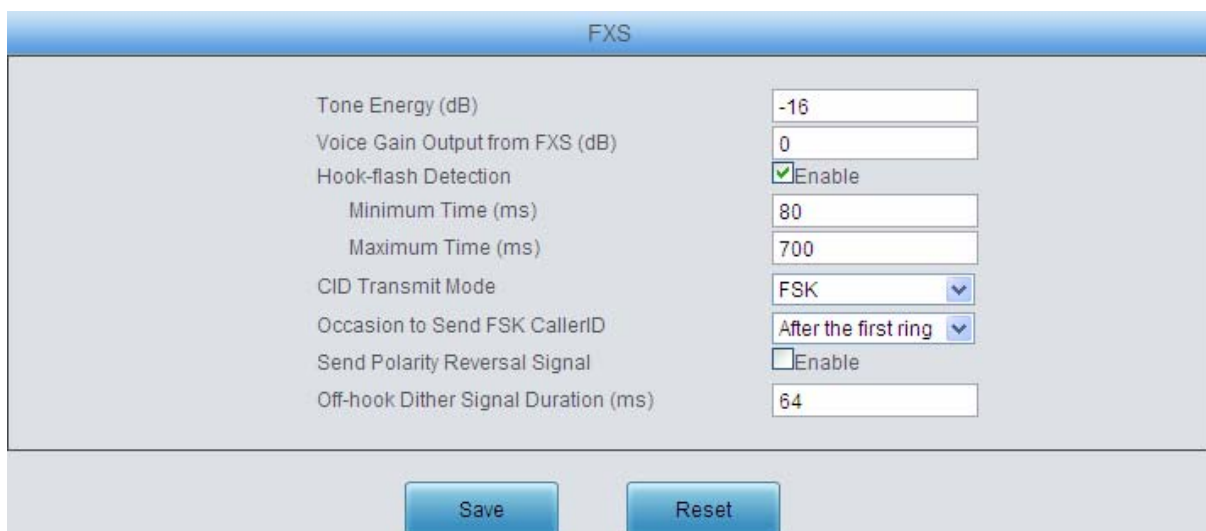 FXS
Tone Energy (dB) -16
Voice Gain Output from FXS (dB) 0
Hook-flash Detection Enable
Minimum Time (ms) 80
Maximum Time (ms) 700
CID Transmit Mode FSK
Occasion to Send FSK CallerID After the first ring
Send Polarity Reversal Signal Enable
Off-hook Dither Signal Duration (ms) 64
Save Reset